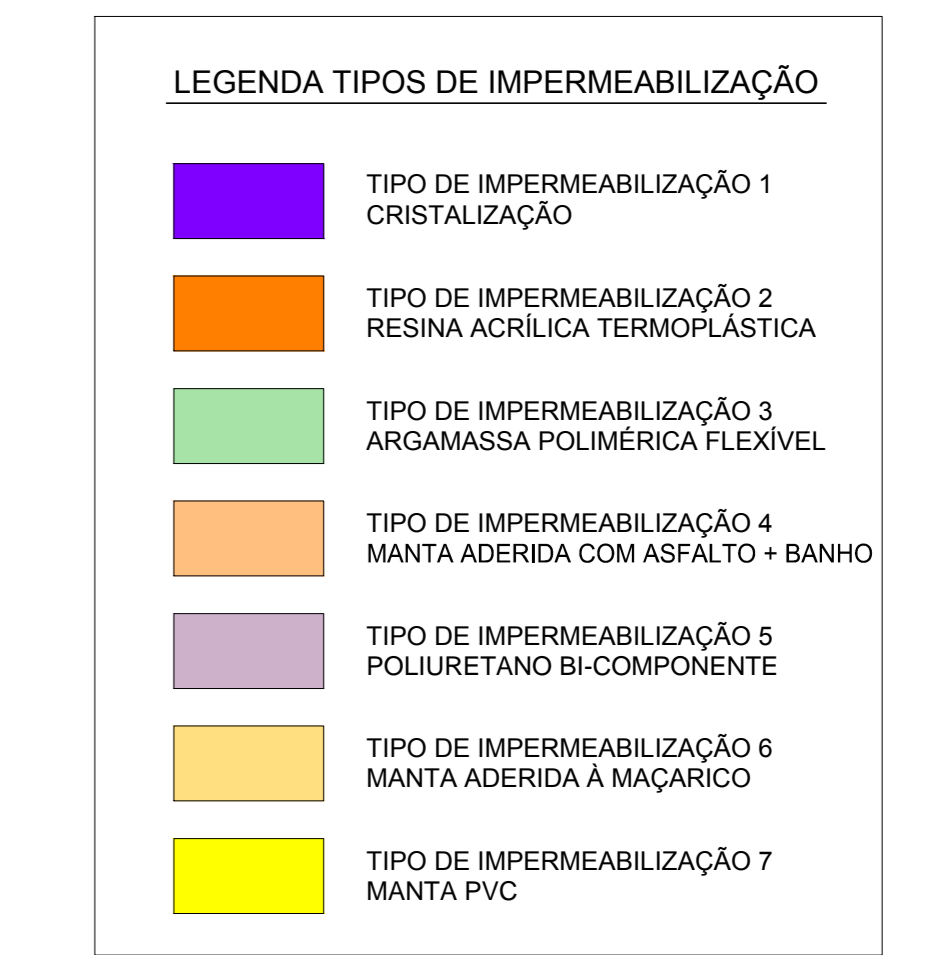 LEGENDA TIPOS DE IMPERMEABILIZAÇÃO
TIPO DE IMPERMEABILIZAÇÃO 1
CRISTALIZAÇÃO
TIPO DE IMPERMEABILIZAÇÃO 2
RESINA ACRÍLICA TERMOPLÁSTICA
TIPO DE IMPERMEABILIZAÇÃO 3
ARGAMASSA POLIMÉRICA FLEXÍVEL
TIPO DE IMPERMEABILIZAÇÃO 4
MANTA ADERIDA COM ASFALTO + BANHO
TIPO DE IMPERMEABILIZAÇÃO 5
POLIURETANO BI-COMPONENTE
TIPO DE IMPERMEABILIZAÇÃO 6
MANTA ADERIDA À MAÇARICO
TIPO DE IMPERMEABILIZAÇÃO 7
MANTA PVC